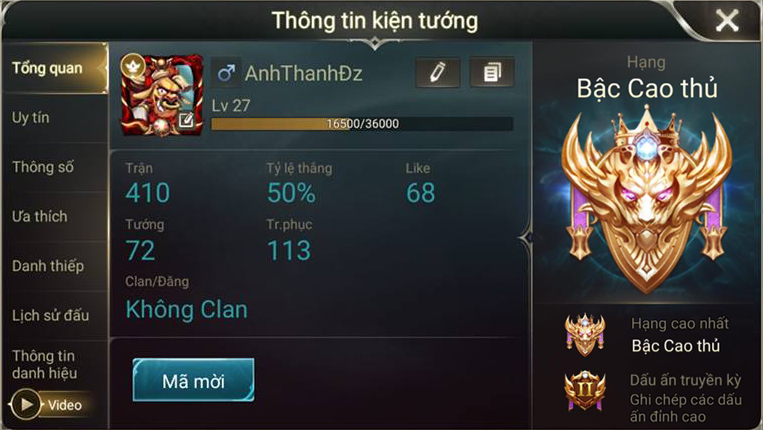 Thông tin kiện tướng
Tổng quan
Uy tín
Thông số
Ưa thích
Danh thiếp
Lịch sử đấu
Thông tin
danh hiệu
Video
AnhThanhĐz
Lv 27
16500/36000
Trận
Tỷ lệ thắng
Like
410
50%
68
Tướng
Tr.phục
72
113
Clan/Đăng
Không Clan
Mã mời
Hạng
Bậc Cao thủ
Hạng cao nhất
Bậc Cao thủ
II
Dấu ấn truyền kỳ
Ghi chép các dấu
ấn đỉnh cao